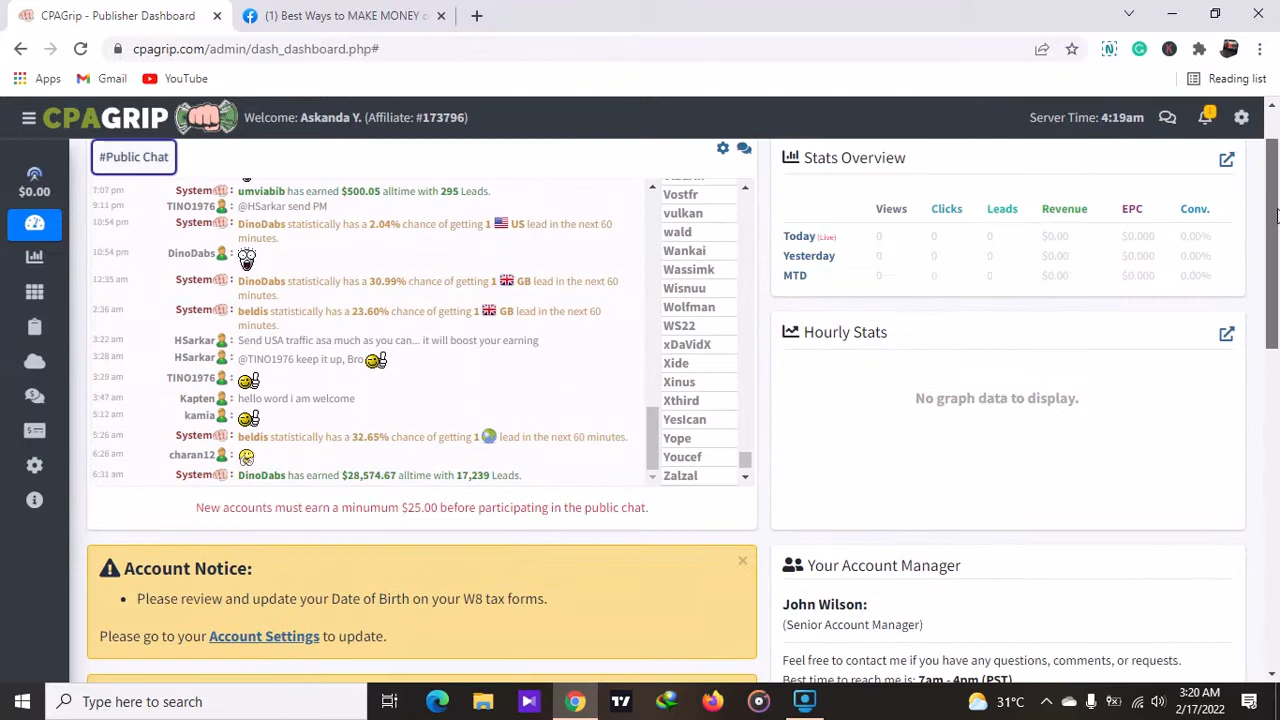 CPAGrip - Publisher Dashboard
(1) Best Ways to MAKE MONEY o
cpagrip.com/admin/dash_dashboard.php#
Apps
Gmail
YouTube
Reading list
CPAGRIP
Welcome: Askanda Y. (Affiliate: #173796)
Server Time: 4:19am
$0.00
#Public Chat
7:07 pm System: umviabib has earned $500.05 alltime with 295 Leads.
9:11 pm TINO1976: @HSarkar send PM
10:54 pm System: DinoDabs statistically has a 2.04% chance of getting 1 US lead in the next 60
minutes.
10:54 pm DinoDabs:
12:35 am System: DinoDabs statistically has a 30.99% chance of getting 1 GB lead in the next 60
minutes.
2:36 am System: beldis statistically has a 23.60% chance of getting 1 GB lead in the next 60
minutes.
3:22 am HSarkar: Send USA traffic asa much as you can... it will boost your earning
3:28 am HSarkar: @TINO1976 keep it up, Bro
3:29 am TINO1976:
3:47 am Kapten: hello word i am welcome
5:12 am kamia:
5:26 am System: beldis statistically has a 32.65% chance of getting 1 lead in the next 60 minutes.
6:26 am charan12:
6:31 am System: DinoDabs has earned $28,574.67 alltime with 17,239 Leads.
Vostfr
vulkan
wald
Wankai
Wassimk
Wisnuu
Wolfman
WS22
xDaVidX
Xide
Xinus
Xthird
YesIcan
Yope
Youcef
Zalzal
New accounts must earn a minumum $25.00 before participating in the public chat.
Account Notice:
Please review and update your Date of Birth on your W8 tax forms.
Please go to your Account Settings to update.
Stats Overview
Views Clicks Leads Revenue EPC Conv.
Today (Live) 0 0 0 $0.00 $0.000 0.00%
Yesterday 0 0 0 $0.00 $0.000 0.00%
MTD 0 0 0 $0.00 $0.000 0.00%
Hourly Stats
No graph data to display.
Your Account Manager
John Wilson:
(Senior Account Manager)
Feel free to contact me if you have any questions, comments, or requests.
Best time to reach me is: 7am - 4pm (PST)
Type here to search
31°C
3:20 AM
2/17/2022